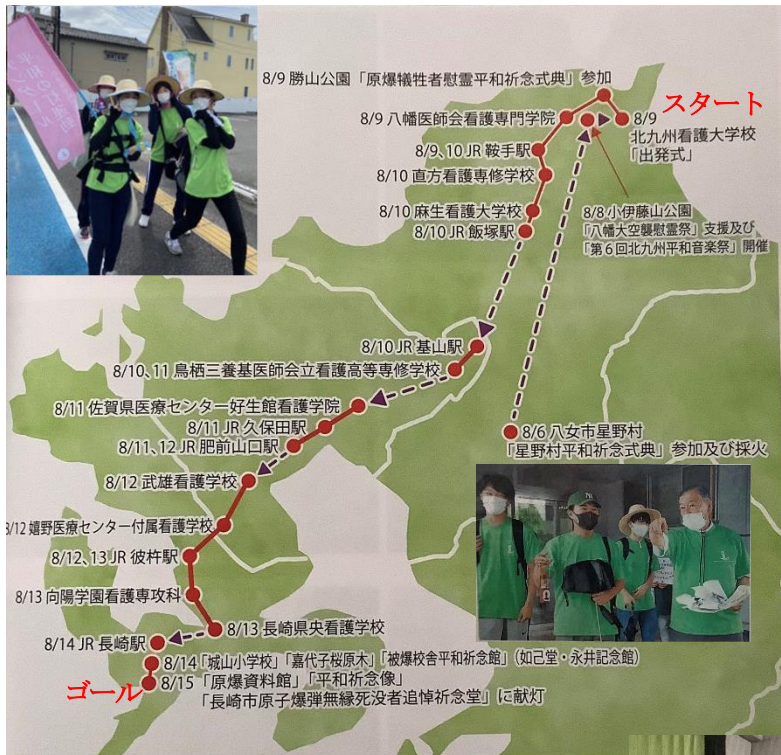 8/9 勝山公園「原爆犠牲者慰霊平和祈念式典」参加
スタート
8/9 八幡医師会看護専門学院
8/9
北九州看護大学校
「出発式」
8/9、10 JR 鞍手駅
8/10 直方看護専修学校
8/10 麻生看護大学校
8/10 JR 飯塚駅
8/8 小伊藤山公園
「八幡大空襲慰霊祭」支援及び
「第6回北九州平和音楽祭」開催
8/10 JR 基山駅
8/10、11 鳥栖三養基医師会立看護高等専修学校
8/11 佐賀県医療センター好生館看護学院
8/11 JR 久保田駅
8/11、12 JR 肥前山口駅
8/6 八女市星野村
「星野村平和祈念式典」参加及び採火
8/12 武雄看護学校
8/12 嬉野医療センター付属看護学校
8/12、13 JR 彼杵駅
8/13 向陽学園看護専攻科
8/13 長崎県央看護学校
8/14 JR 長崎駅
8/14「城山小学校」「嘉代子桜原木」「被爆校舎平和祈念館」(如己堂・永井記念館)
ゴール
8/15「原爆資料館」「平和祈念像」
「長崎市原子爆弾無縁死没者追悼祈念堂」に献灯